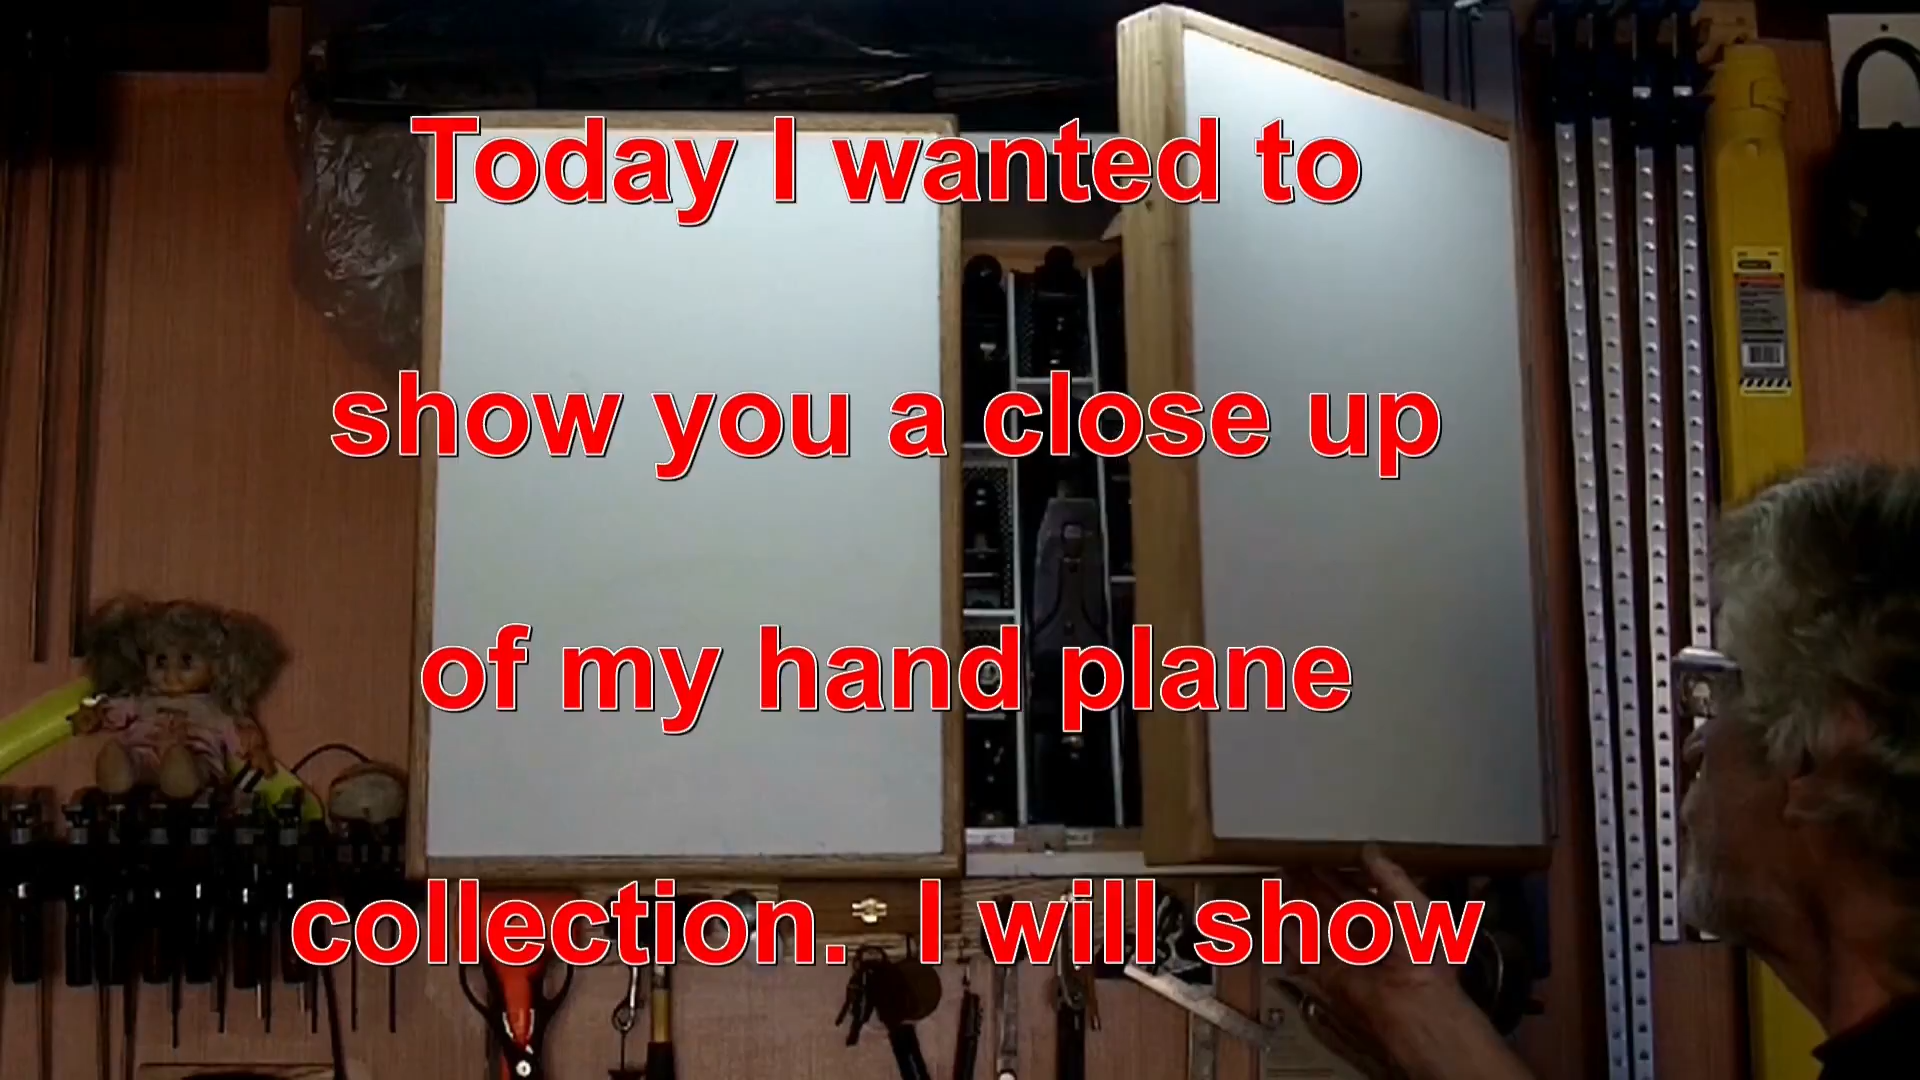 Today I wanted to
show you a close up
of my hand plane
collection.  I will show